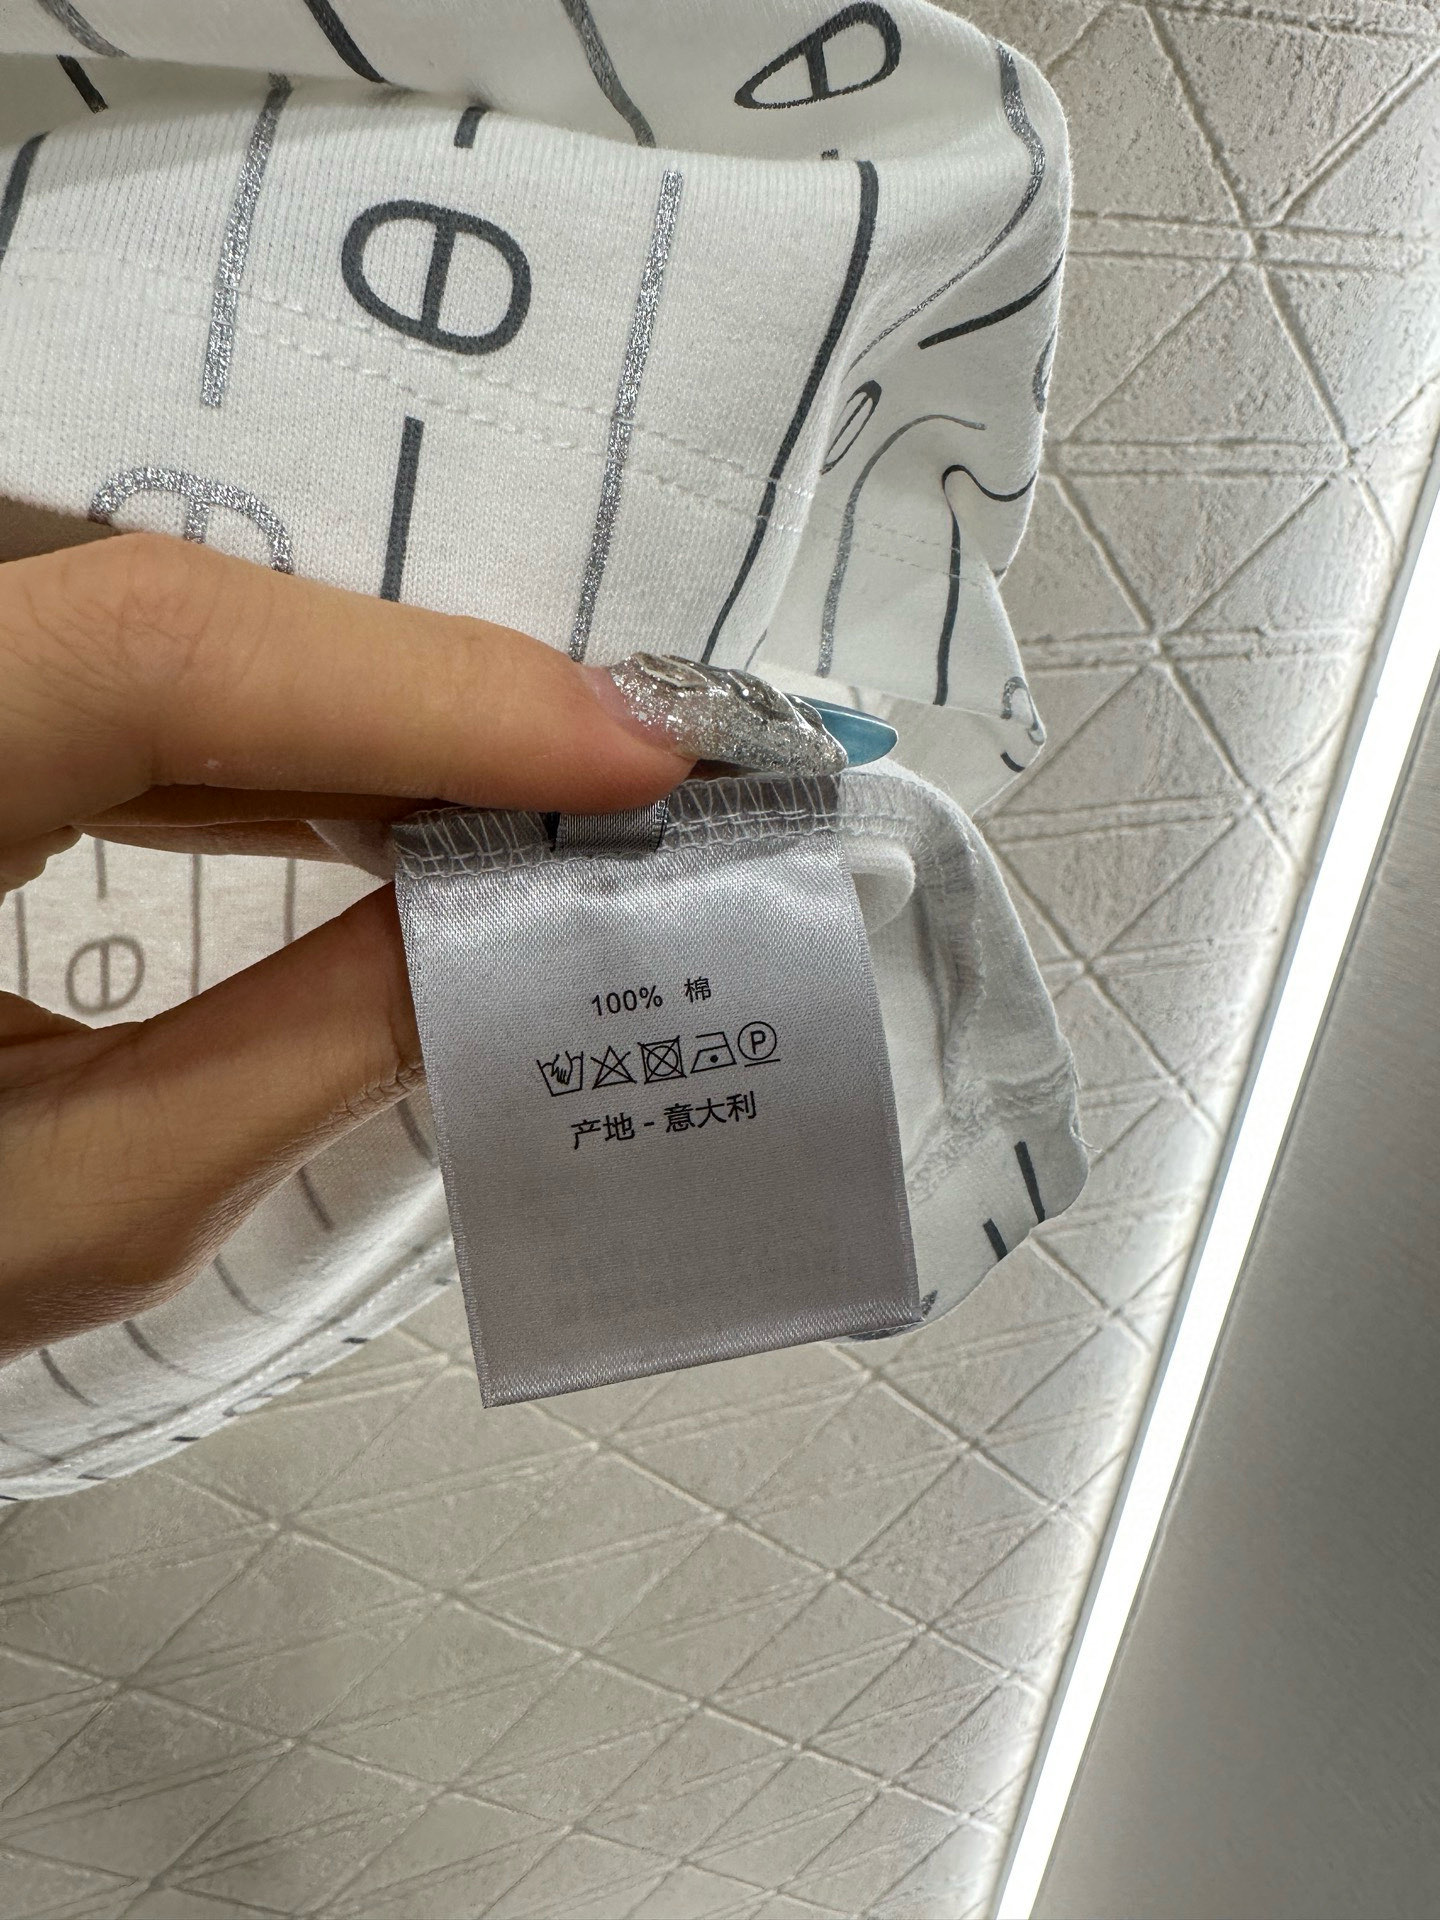 100% 棉
P
产地 - 意大利